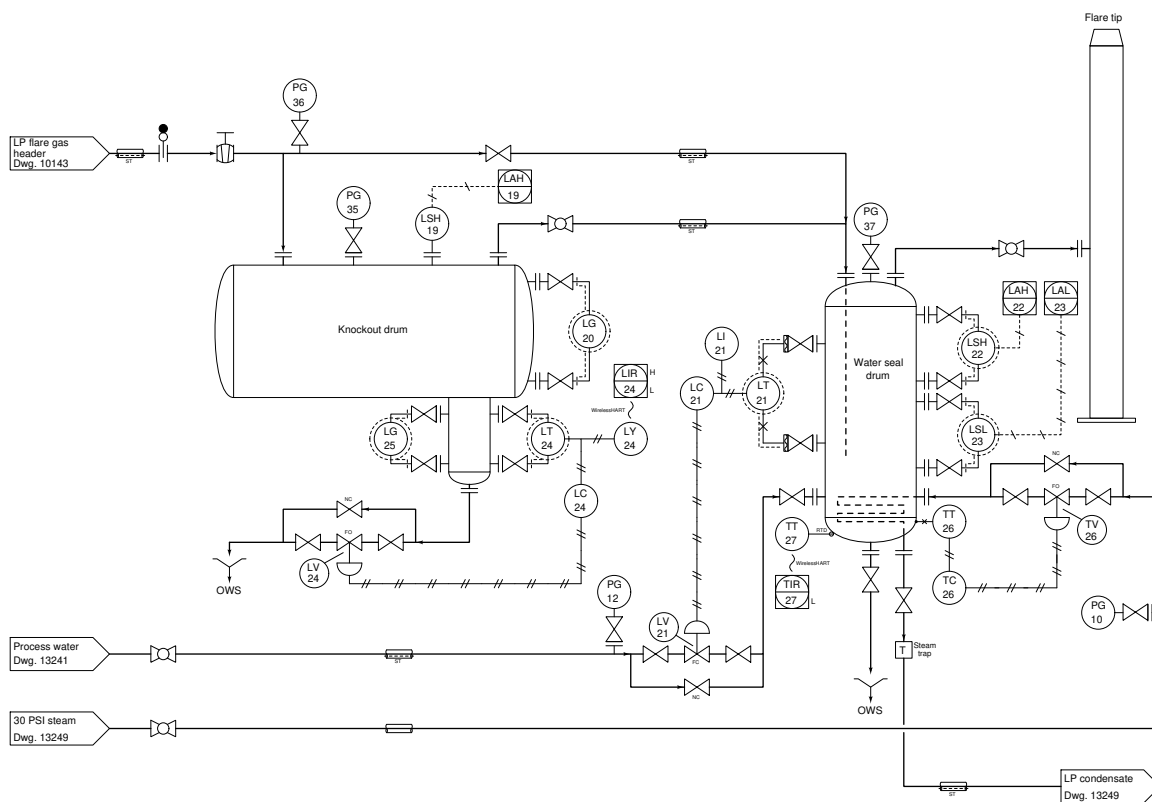 Flare tip
PG
36
LP flare gas
header
Dwg. 10143
ST
ST
LAH
19
PG
35
LSH
19
PG
37
ST
LAH
22
LAL
23
Knockout drum
LG
20
LI
21
LSH
22
Water seal
drum
LIR
24
H
L
LC
21
LT
21
WirelessHART
LG
25
LT
24
LY
24
LSL
23
NC
LC
24
NC
FO
TT
26
TV
26
FO
TT
27
RTD
LV
24
WirelessHART
OWS
TIR
27
L
TC
26
PG
12
PG
10
LV
21
Process water
Dwg. 13241
ST
FC
T
Steam
trap
NC
OWS
30 PSI steam
Dwg. 13249
LP condensate
Dwg. 13249
ST